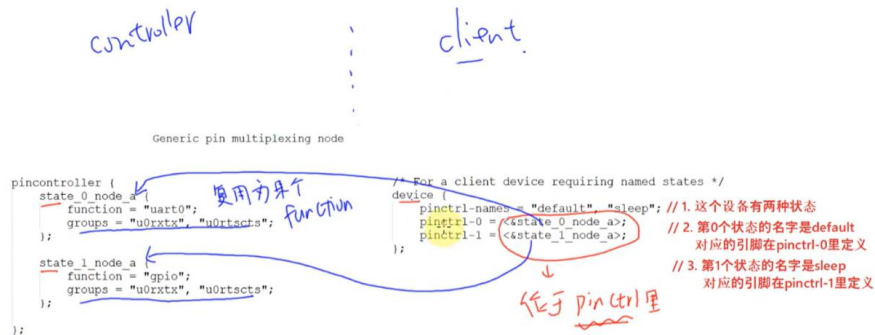 controller
client.
Generic pin multiplexing node
pincontroller {
state_0_node_a {
function = "uart0";
groups = "u0rxtx", "u0rtscts";
};
state_1_node_a {
function = "gpio";
groups = "u0rxtx", "u0rtscts";
};
};
复用为某个
function
/* For a client device requiring named states */
device {
pinctrl-names = "default", "sleep";
pinctrl-0 = <&state_0_node_a>;
pinctrl-1 = <&state_1_node_a>;
};
// 1. 这个设备有两种状态
// 2. 第0个状态的名字是default
对应的引脚在pinctrl-0里定义
// 3. 第1个状态的名字是sleep
对应的引脚在pinctrl-1里定义
位于 pinctrl里